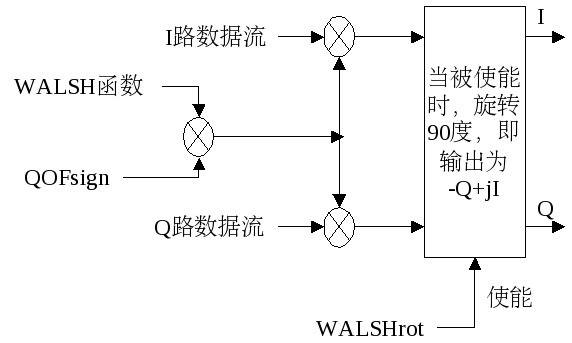 I路数据流
I
WALSH函数
当被使能
时，旋转
90度，即
输出为
-Q+jI
QOFsign
Q路数据流
Q
使能
WALSHrot